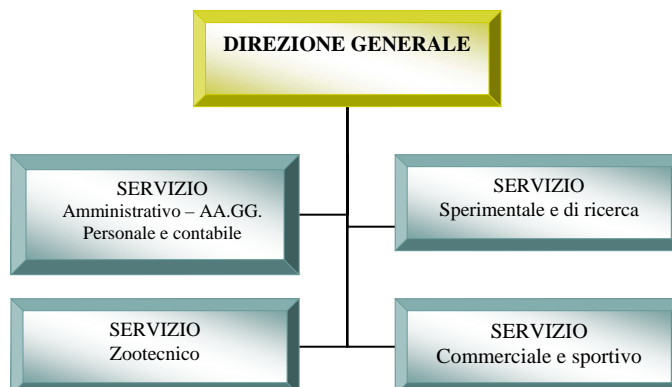 DIREZIONE GENERALE
SERVIZIO
Amministrativo – AA.GG.
Personale e contabile
SERVIZIO
Sperimentale e di ricerca
SERVIZIO
Zootecnico
SERVIZIO
Commerciale e sportivo